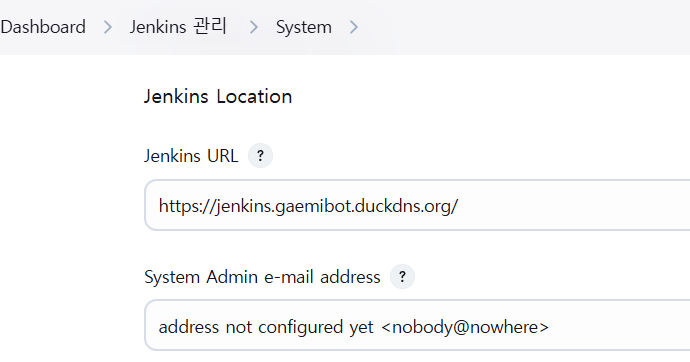 Dashboard > Jenkins 관리 > System >
Jenkins Location
Jenkins URL ?
https://jenkins.gaemibot.duckdns.org/
System Admin e-mail address ?
address not configured yet <nobody@nowhere>